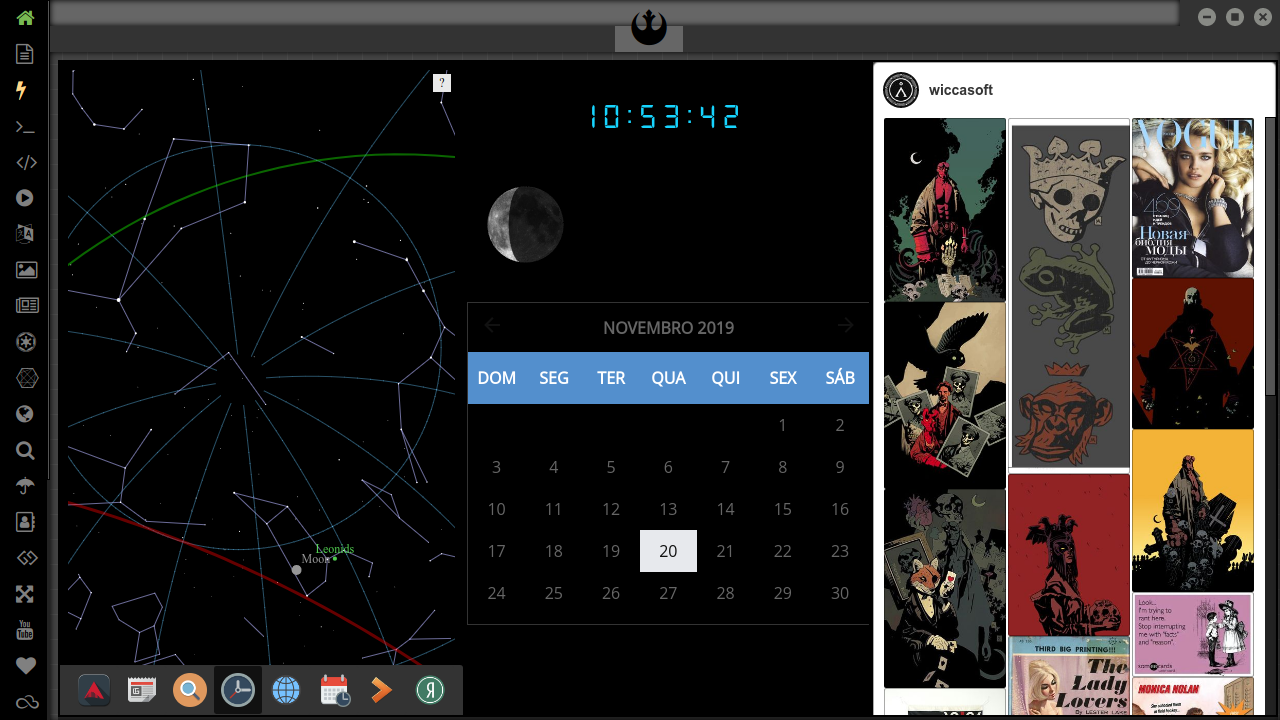 ?
Leonids
Moon
10:53:42
NOVEMBRO 2019
DOM SEG TER QUA QUI SEX SÁB
1 2
3 4 5 6 7 8 9
10 11 12 13 14 15 16
17 18 19 20 21 22 23
24 25 26 27 28 29 30
wiccasoft
VOGUE
Новая
БИОЛИЯ
МОДЫ
Look...
I'm trying to
rant here.
Stop interrupting
me with "facts"
and "reason".
THIRD BIG PRINTING!!!
The
Lady
Lovers
MONICA NOLAN
You
Tube
Я